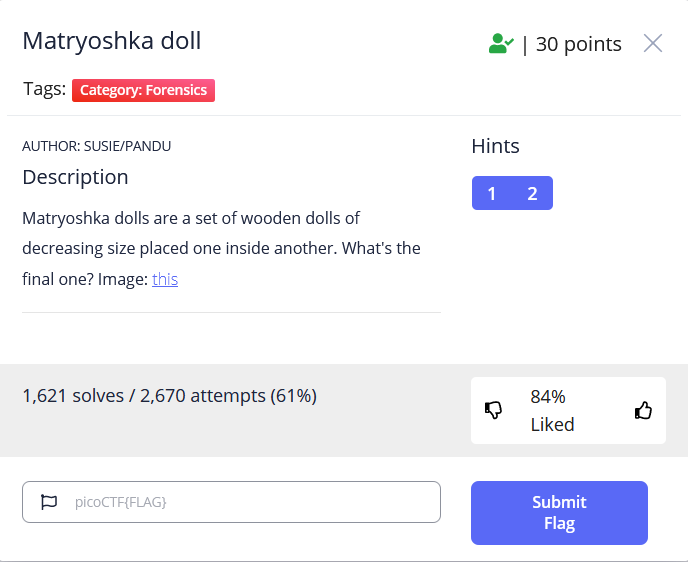 Matryoshka doll
| 30 points
Tags: Category: Forensics
AUTHOR: SUSIE/PANDU
Description
Matryoshka dolls are a set of wooden dolls of
decreasing size placed one inside another. What's the
final one? Image: this
Hints
1 2
1,621 solves / 2,670 attempts (61%)
84%
Liked
picoCTF{FLAG}
Submit
Flag